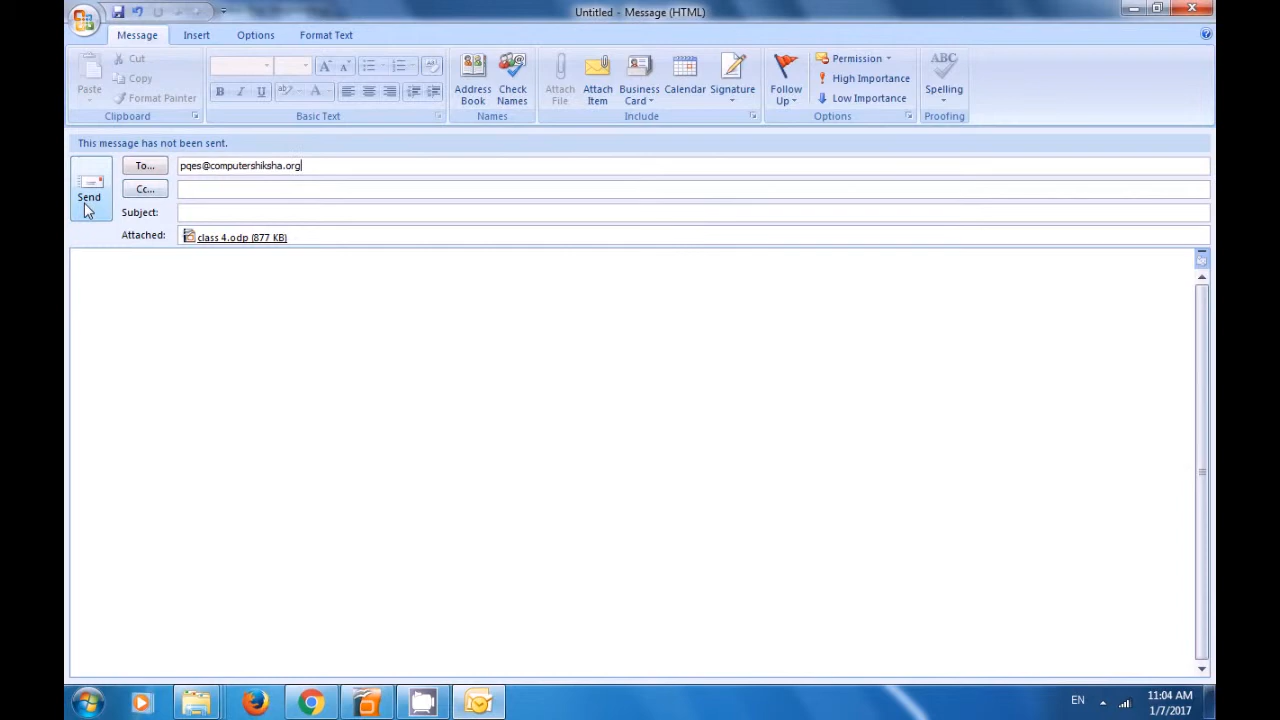 Untitled - Message (HTML)
Message Insert Options Format Text
Paste
Cut
Copy
Format Painter
Clipboard
B I U
ab A
Basic Text
Address Book
Check Names
Names
Attach File
Attach Item
Business Card
Calendar
Signature
Include
Follow Up
Permission
High Importance
Low Importance
Options
ABC
Spelling
Proofing
This message has not been sent.
Send
To... pqes@computershiksha.org
Cc...
Subject:
Attached: class 4.odp (877 KB)
EN 11:04 AM
1/7/2017